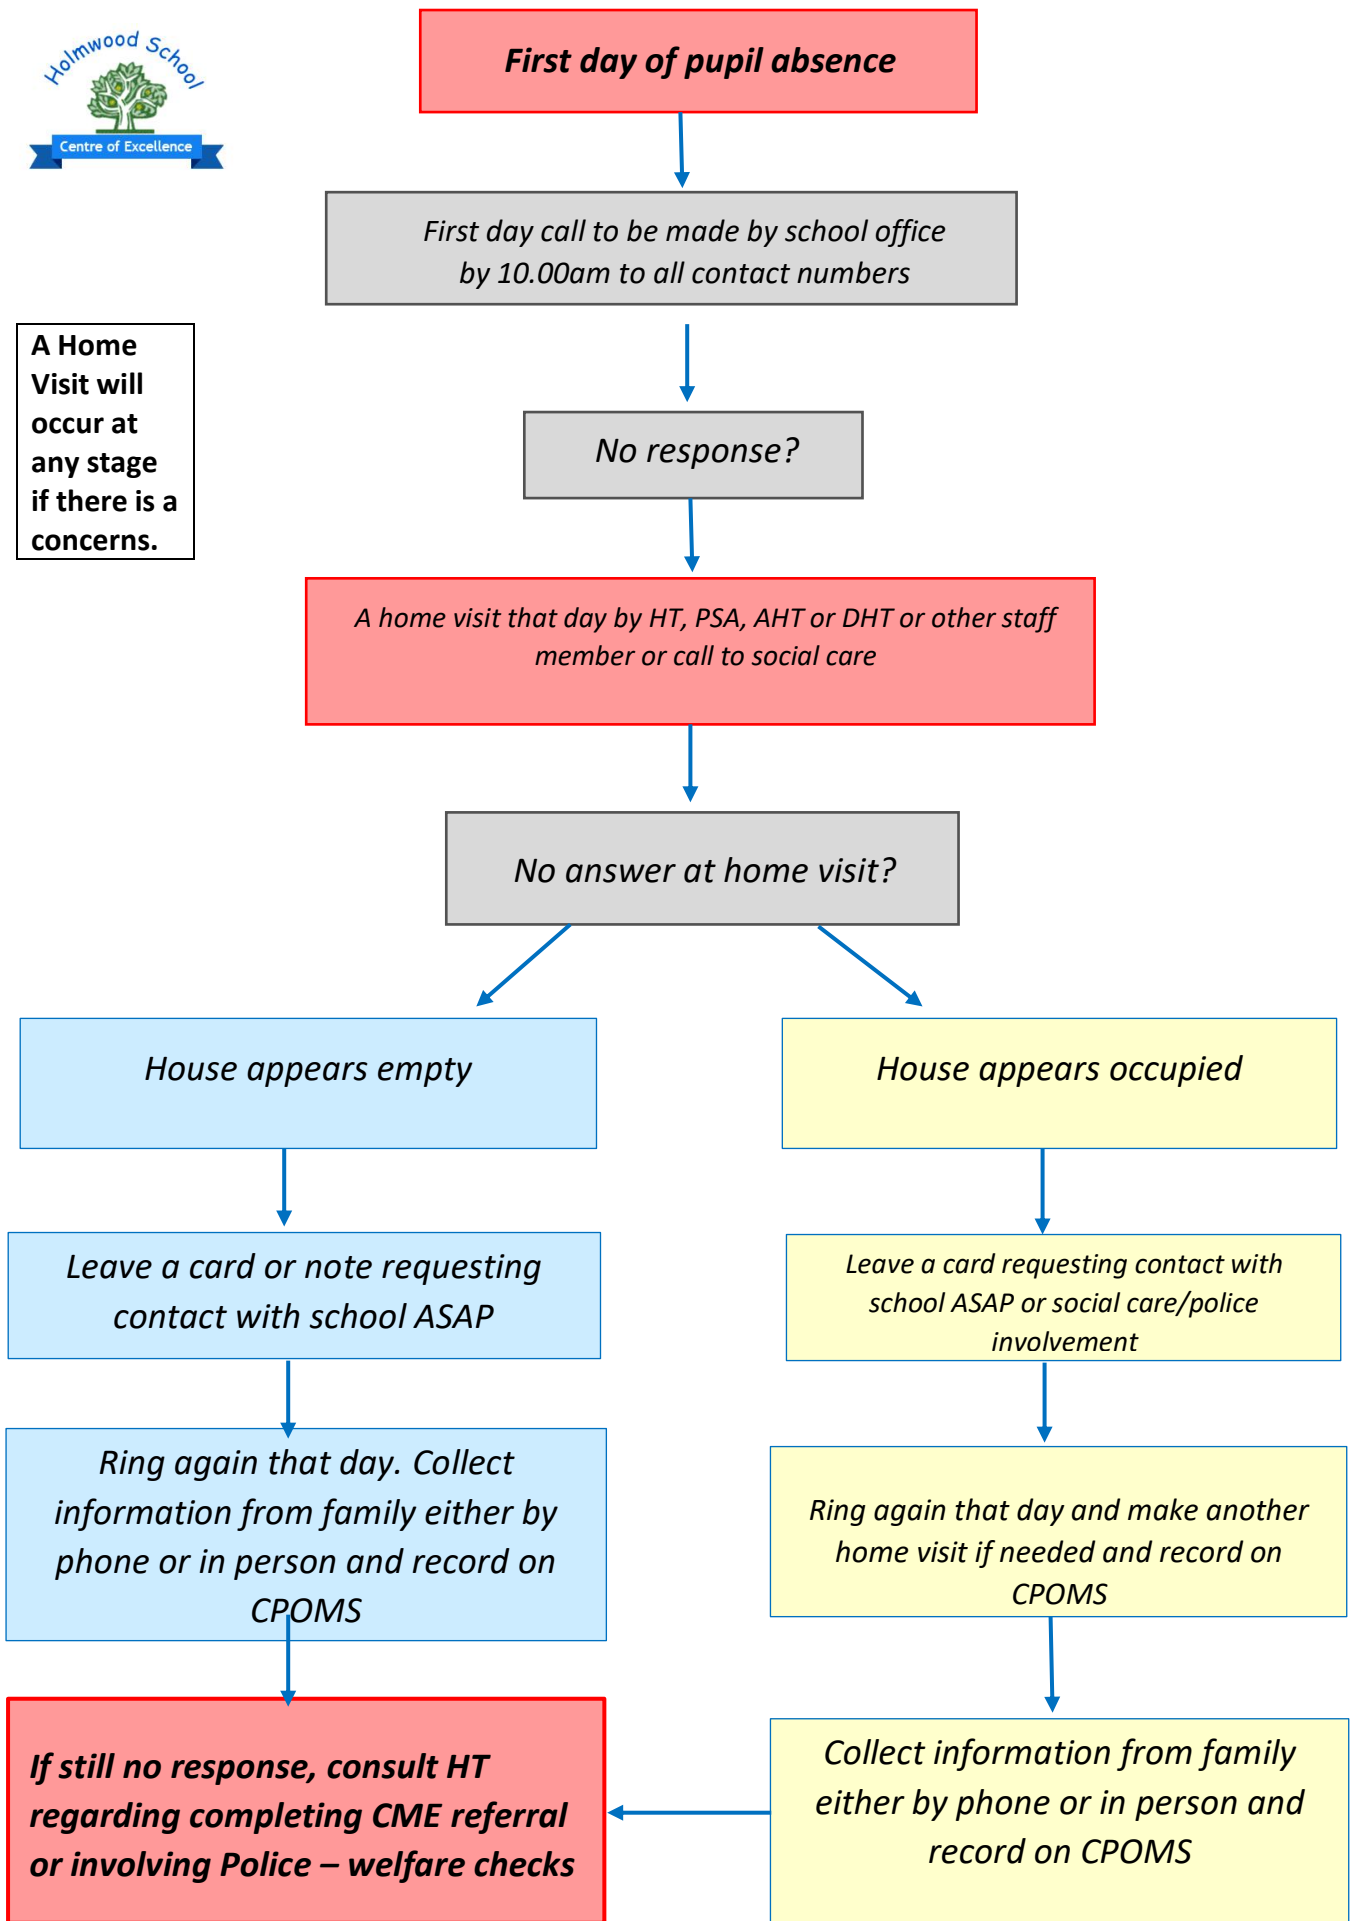 Holmwood School
Centre of Excellence
First day of pupil absence
First day call to be made by school office
by 10.00am to all contact numbers
A Home
Visit will
occur at
any stage
if there is a
concerns.
No response?
A home visit that day by HT, PSA, AHT or DHT or other staff
member or call to social care
No answer at home visit?
House appears empty
House appears occupied
Leave a card or note requesting
contact with school ASAP
Leave a card requesting contact with
school ASAP or social care/police
involvement
Ring again that day. Collect
information from family either by
phone or in person and record on
CPOMS
Ring again that day and make another
home visit if needed and record on
CPOMS
If still no response, consult HT
regarding completing CME referral
or involving Police – welfare checks
Collect information from family
either by phone or in person and
record on CPOMS